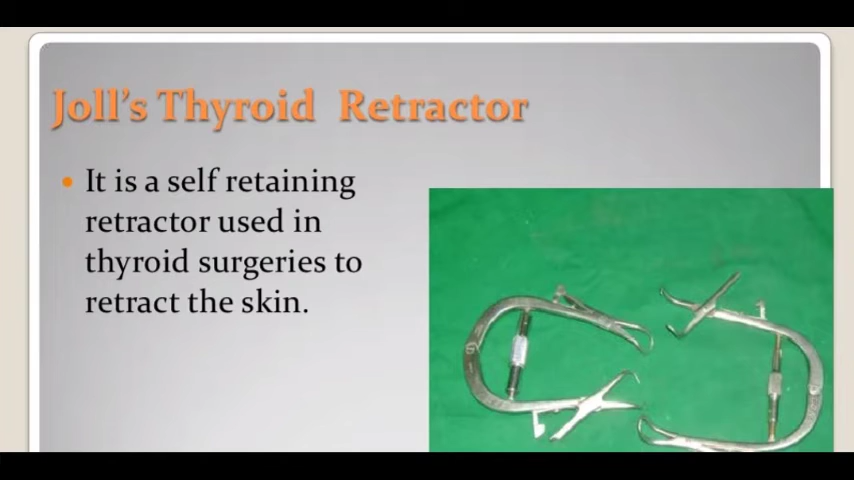 Joll's Thyroid Retractor
It is a self retaining
retractor used in
thyroid surgeries to
retract the skin.